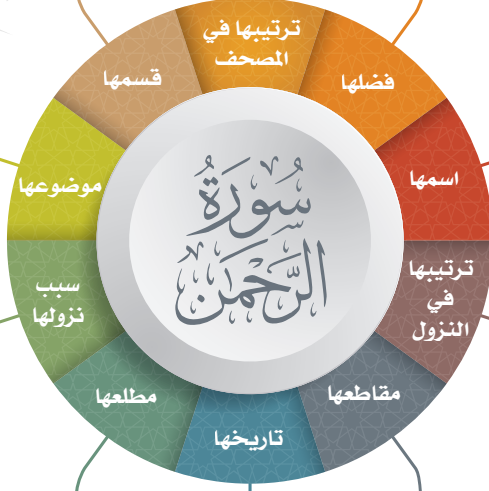 ترتيبها في
المصحف
فضلها
اسمها
ترتيبها
في
النزول
مقاطعها
تاريخها
مطلعها
سبب
نزولها
موضوعها
قسمها
سُورَةُ
الرَّحْمَٰن